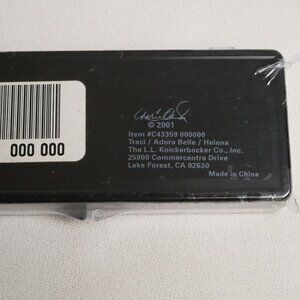 © 2001
Item #C43359 000000
Traci / Adora Belle / Helena
The L.L. Knickerbocker Co., Inc.
25800 Commercentre Drive
Lake Forest, CA 92630
Made in China
000 000